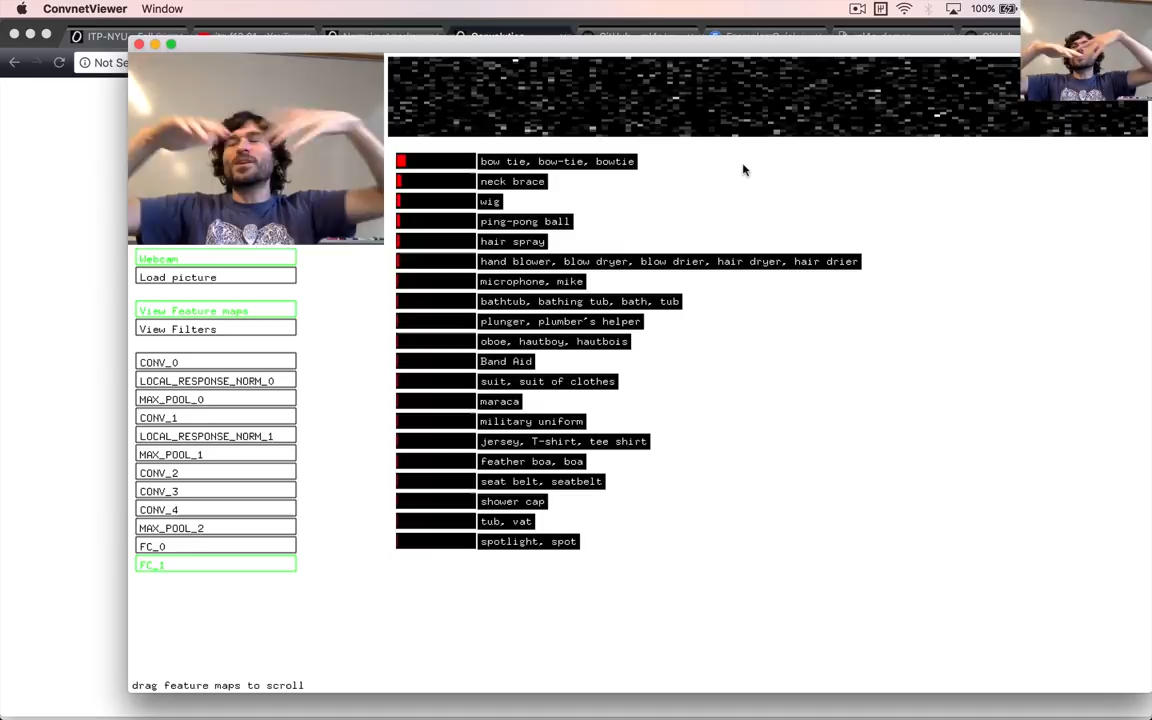 ConvnetViewer Window
100%
ITP-NYU
Convolution
Not Se
bow tie, bow-tie, bowtie
neck brace
wig
ping-pong ball
hair spray
hand blower, blow dryer, blow drier, hair dryer, hair drier
microphone, mike
bathtub, bathing tub, bath, tub
plunger, plumber's helper
oboe, hautboy, hautbois
Band Aid
suit, suit of clothes
maraca
military uniform
jersey, T-shirt, tee shirt
feather boa, boa
seat belt, seatbelt
shower cap
tub, vat
spotlight, spot
Webcam
Load picture
View Feature maps
View Filters
CONV_0
LOCAL_RESPONSE_NORM_0
MAX_POOL_0
CONV_1
LOCAL_RESPONSE_NORM_1
MAX_POOL_1
CONV_2
CONV_3
CONV_4
MAX_POOL_2
FC_0
FC_1
drag feature maps to scroll